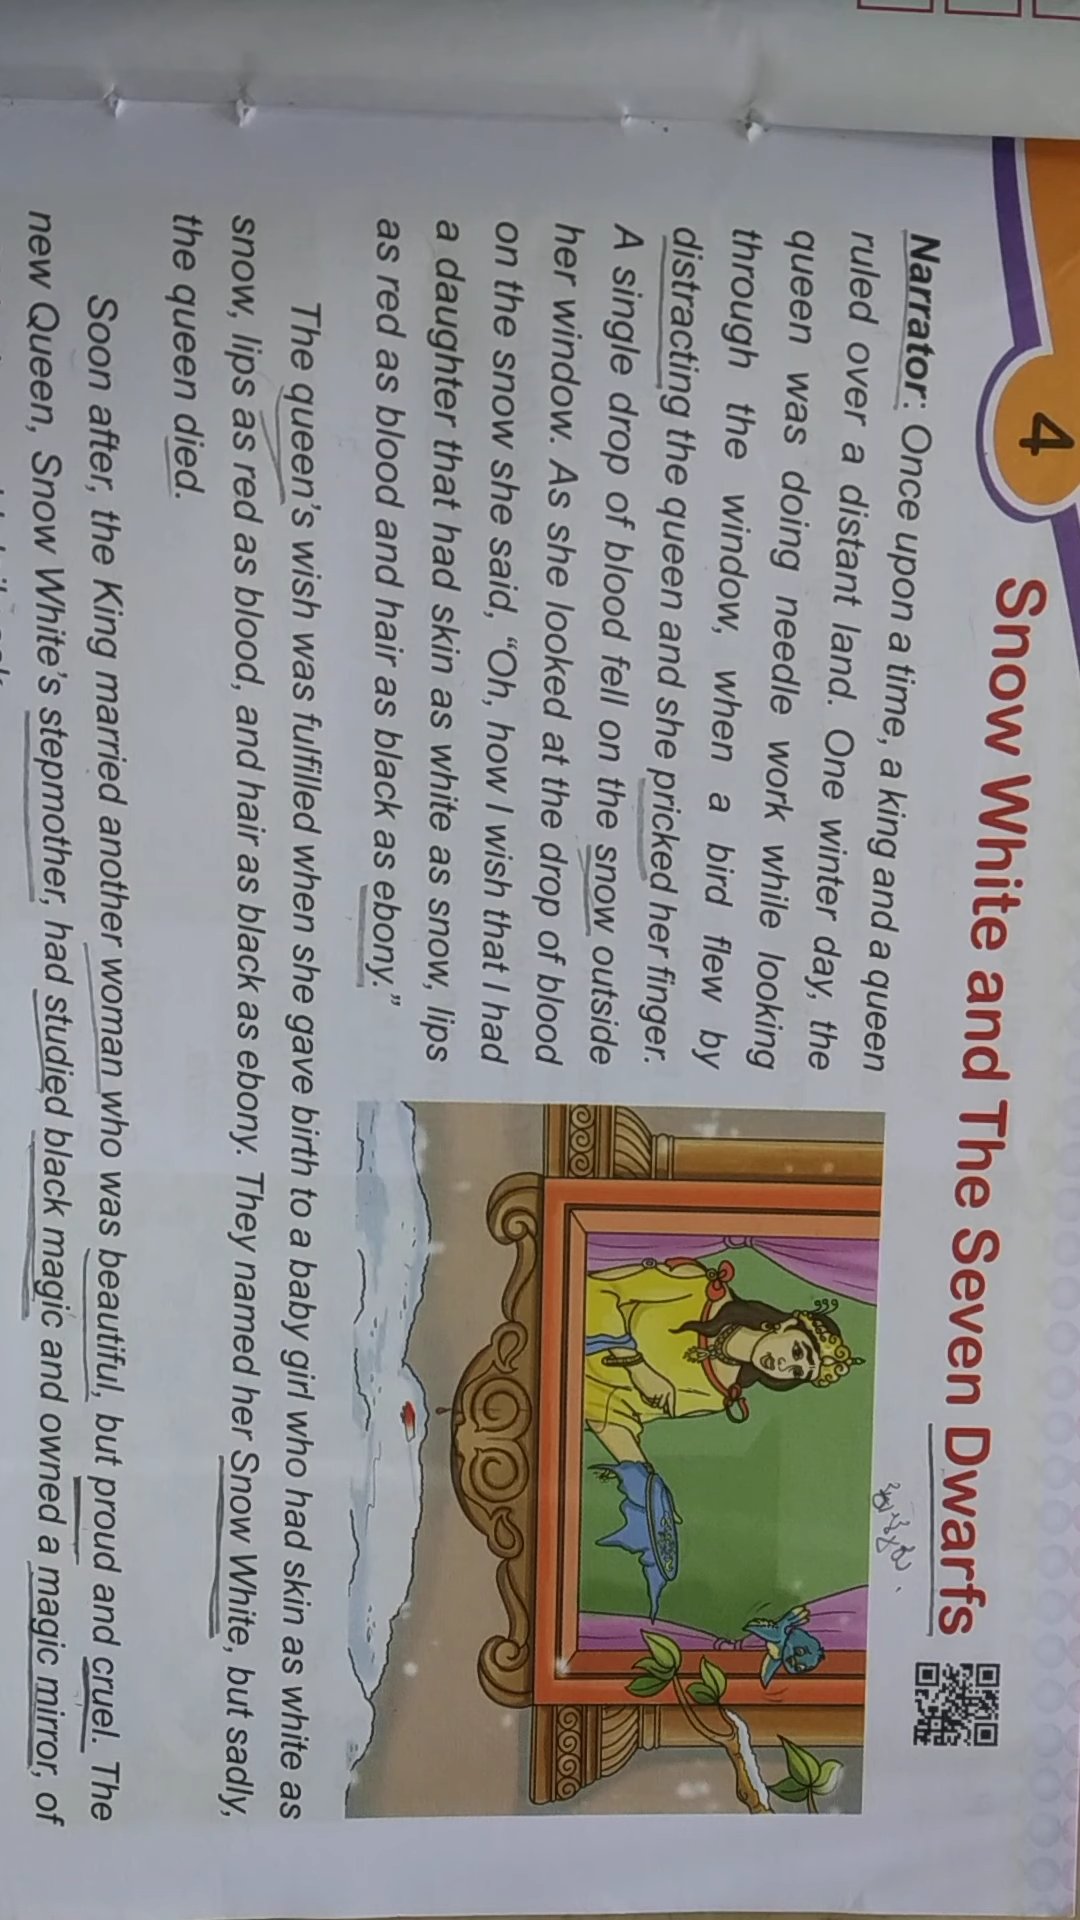 4
Snow White and The Seven Dwarfs
Narrator: Once upon a time, a king and a queen
ruled over a distant land. One winter day, the
queen was doing needle work while looking
through the window, when a bird flew by
distracting the queen and she pricked her finger.
A single drop of blood fell on the snow outside
her window. As she looked at the drop of blood
on the snow she said, “Oh, how I wish that I had
a daughter that had skin as white as snow, lips
as red as blood and hair as black as ebony.”
The queen's wish was fulfilled when she gave birth to a baby girl who had skin as white as
snow, lips as red as blood, and hair as black as ebony. They named her Snow White, but sadly,
the queen died.
Soon after, the King married another woman who was beautiful, but proud and cruel. The
new Queen, Snow White's stepmother, had studied black magic and owned a magic mirror, of